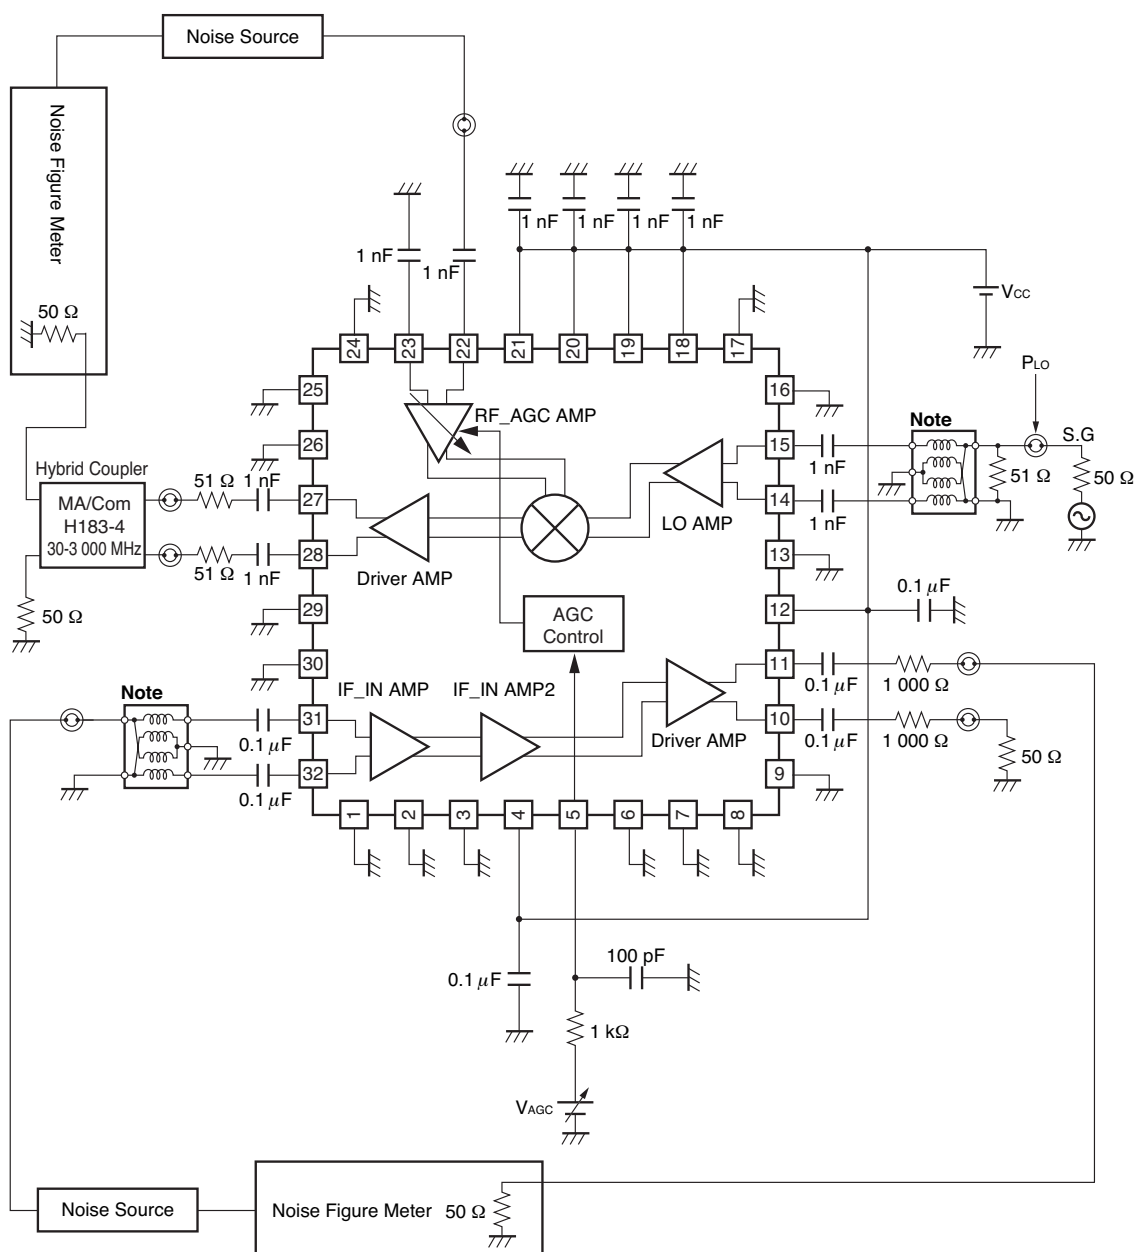 Noise Source
Noise Figure Meter
50 Ω
1 nF
1 nF
1 nF
1 nF
1 nF
1 nF
VCC
24
23
22
21
20
19
18
17
PLO
S.G
Note
50 Ω
51 Ω
25
26
27
28
29
30
31
32
16
15
14
13
12
11
10
9
RF_AGC AMP
LO AMP
1 nF
1 nF
Hybrid Coupler
MA/Com
H183-4
30-3 000 MHz
51 Ω
1 nF
51 Ω
1 nF
50 Ω
Driver AMP
AGC
Control
0.1 μF
Note
IF_IN AMP
IF_IN AMP2
Driver AMP
0.1 μF
1 000 Ω
0.1 μF
1 000 Ω
50 Ω
0.1 μF
0.1 μF
1
2
3
4
5
6
7
8
100 pF
0.1 μF
1 kΩ
VAGC
Noise Source
Noise Figure Meter
50 Ω